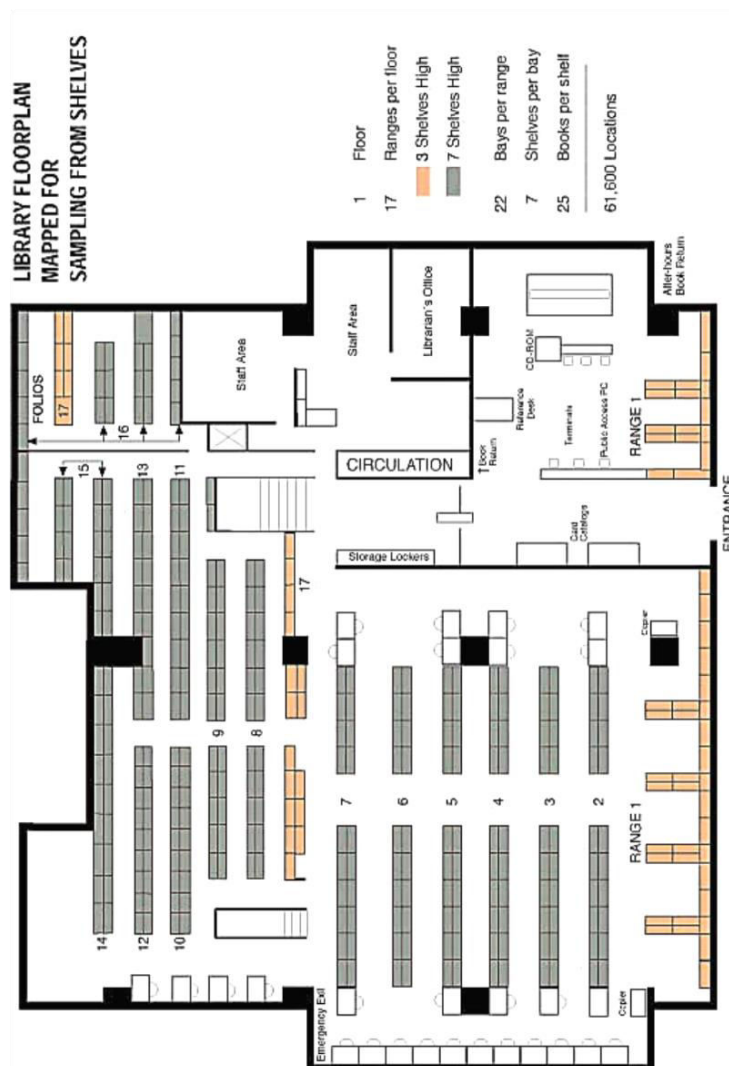 LIBRARY FLOORPLAN
MAPPED FOR
SAMPLING FROM SHELVES
1 Floor
17 Ranges per floor
3 Shelves High
7 Shelves High
22 Bays per range
7 Shelves per bay
25 Books per shelf
61,600 Locations
FOLIOS
17
16
15
13
11
Staff Area
Staff Area
Librarian's Office
CIRCULATION
Book
Return
Reference
Desk
CD-ROM
Terminals
Public Access PC
RANGE 1
After-hours
Book Return
ENTRANCE
Card
Catalogs
Storage Lockers
17
9
8
14
12
10
7
6
5
4
3
2
RANGE 1
Copier
Copier
Emergency Exit